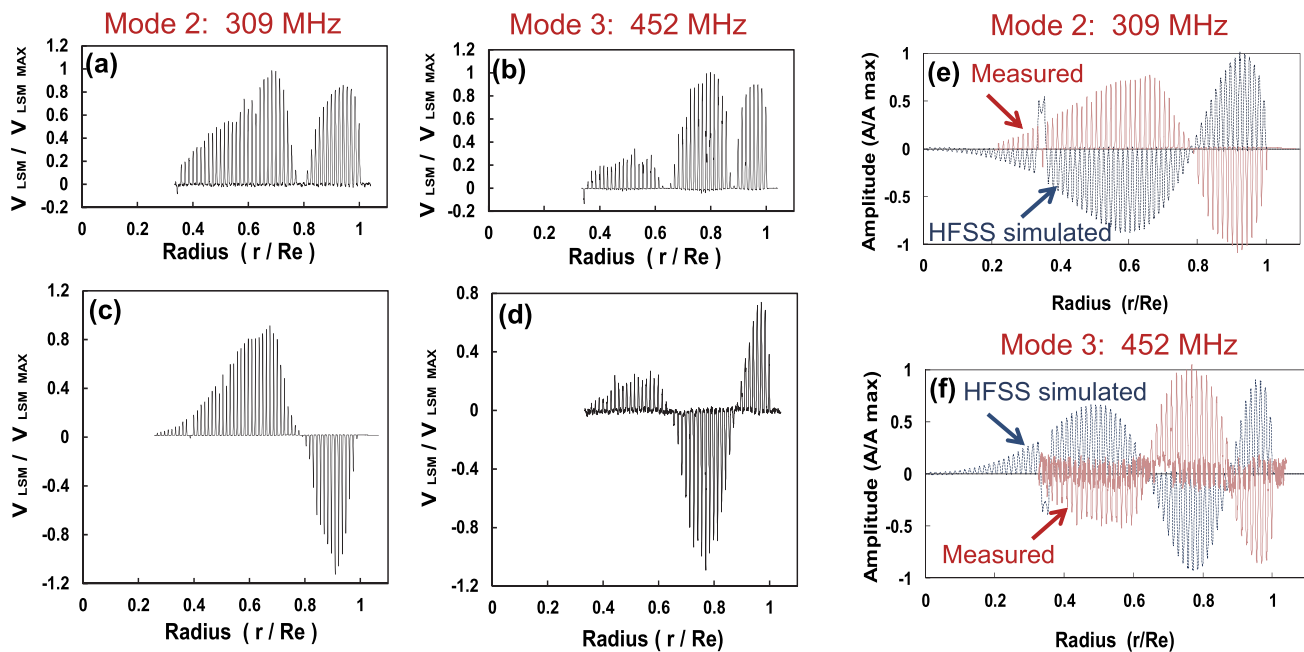 Mode 2: 309 MHz
(a)
V LSM / V LSM MAX
1.2
1
0.8
0.6
0.4
0.2
0
-0.2
0 0.2 0.4 0.6 0.8 1
Radius ( r / Re )
Mode 3: 452 MHz
(b)
V LSM / V LSM MAX
1.2
1
0.8
0.6
0.4
0.2
0
-0.2
0 0.2 0.4 0.6 0.8 1
Radius ( r / Re )
(c)
V LSM / V LSM MAX
1.2
0.8
0.4
0
-0.4
-0.8
-1.2
0 0.2 0.4 0.6 0.8 1
Radius ( r / Re )
(d)
V LSM / V LSM MAX
0.8
0.4
0
-0.4
-0.8
-1.2
0 0.2 0.4 0.6 0.8 1
Radius ( r / Re )
Mode 2: 309 MHz
(e)
Measured
HFSS simulated
Amplitude (A/A max)
1
0.5
0
-0.5
-1
0 0.2 0.4 0.6 0.8 1
Radius (r/Re)
Mode 3: 452 MHz
(f)
HFSS simulated
Measured
Amplitude (A/A max)
1
0.5
0
-0.5
-1
0 0.2 0.4 0.6 0.8 1
Radius (r/Re)